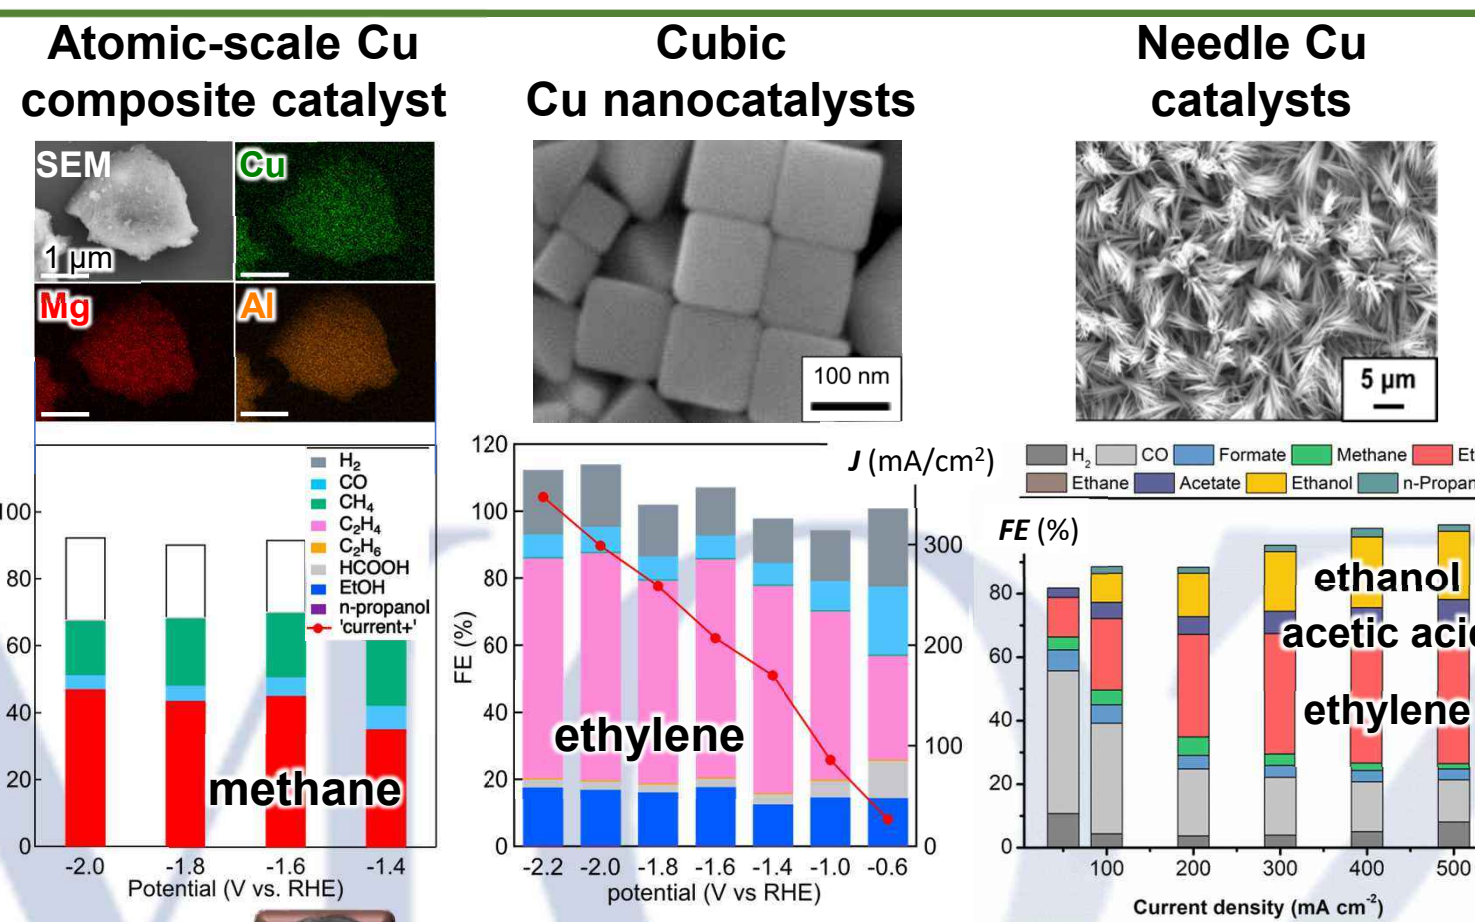 Atomic-scale Cu
composite catalyst
Cubic
Cu nanocatalysts
Needle Cu
catalysts
SEM
1 µm
Cu
Mg
Al
100 nm
5 µm
H₂
CO
CH₄
C₂H₄
C₂H₆
HCOOH
EtOH
n-propanol
'current+'
100
80
60
40
20
0
methane
-2.0 -1.8 -1.6 -1.4
Potential (V vs. RHE)
120
100
80
60
40
20
0
FE (%)
J (mA/cm²)
300
200
100
0
ethylene
-2.2 -2.0 -1.8 -1.6 -1.4 -1.0 -0.6
potential (V vs RHE)
H₂ CO Formate Methane Et
Ethane Acetate Ethanol n-Propan
FE (%)
80
60
40
20
0
ethanol
acetic acid
ethylene
100 200 300 400 500
Current density (mA cm⁻²)